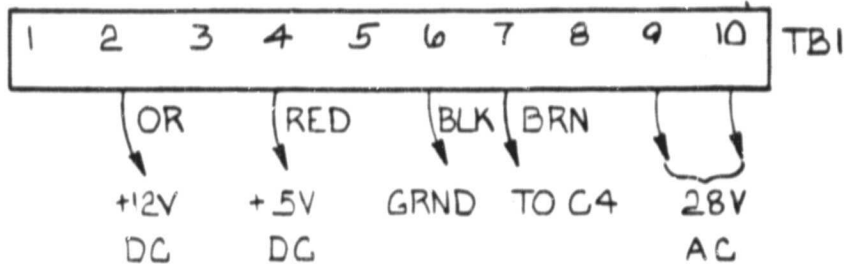 1 2 3 4 5 6 7 8 9 10 TB1
OR RED BLK BRN
+12V +5V GRND TO C4 28V
DC DC AC